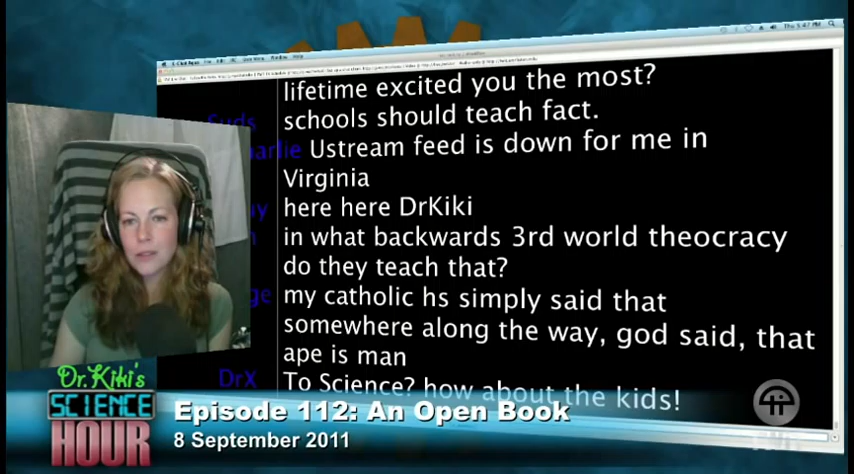 lifetime excited you the most?
Suds schools should teach fact.
arlie Ustream feed is down for me in
Virginia
here here DrKiki
in what backwards 3rd world theocracy
do they teach that?
ge my catholic hs simply said that
somewhere along the way, god said, that
ape is man
DrX To Science? how about the kids!
Dr. Kiki's
SCIENCE
HOUR
Episode 112: An Open Book
8 September 2011